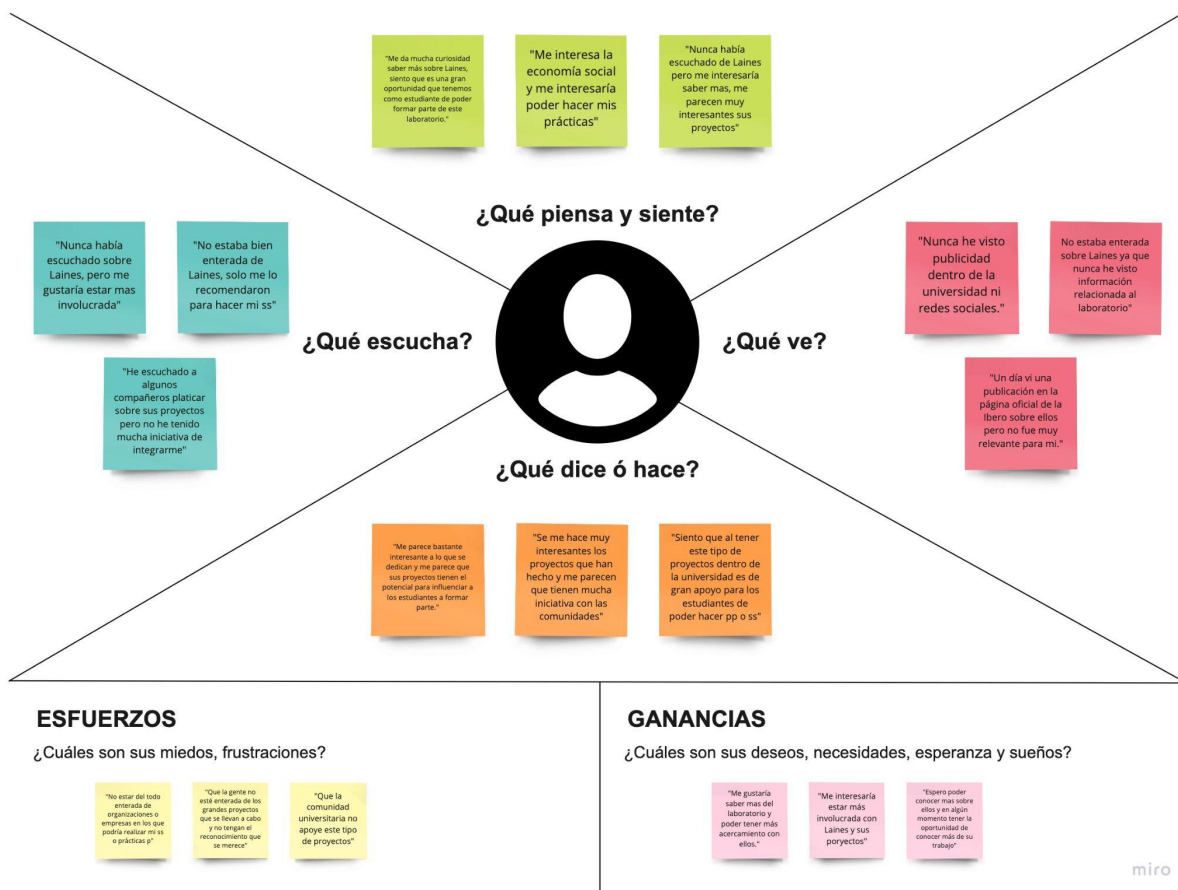 "Me da mucha curiosidad
saber más sobre Laines,
siento que es una gran
oportunidad que tenemos
como estudiante de poder
formar parte de este
laboratorio."
"Me interesa la
economía social
y me interesaría
poder hacer mis
prácticas"
"Nunca había
escuchado de Laines
pero me interesaría
saber mas, me
parecen muy
interesantes sus
proyectos"
¿Qué piensa y siente?
"Nunca había
escuchado sobre
Laines, pero me
gustaría estar mas
involucrada"
"No estaba bien
enterada de
Laines, solo me lo
recomendaron
para hacer mi ss"
"He escuchado a
algunos
compañeros platicar
sobre sus proyectos
pero no he tenido
mucha iniciativa de
integrarme"
¿Qué escucha?
¿Qué ve?
"Nunca he visto
publicidad
dentro de la
universidad ni
redes sociales."
No estaba enterada
sobre Laines ya que
nunca he visto
información
relacionada al
laboratorio"
"Un día vi una
publicación en la
página oficial de la
Ibero sobre ellos
pero no fue muy
relevante para mi."
¿Qué dice ó hace?
"Me parece bastante
interesante a lo que se
dedican y me parece que
sus proyectos tienen el
potencial para influenciar a
los estudiantes a formar
parte."
"Se me hace muy
interesantes los
proyectos que han
hecho y me parecen
que tienen mucha
iniciativa con las
comunidades"
"Siento que al tener
este tipo de
proyectos dentro de
la universidad es de
gran apoyo para los
estudiantes de
poder hacer pp o ss"
ESFUERZOS
¿Cuáles son sus miedos, frustraciones?
"No estar del todo
enterada de
organizaciones o
empresas en los que
podría realizar mi ss
o prácticas p"
"Que la gente no
esté enterada de los
grandes proyectos
que se llevan a cabo
y no tengan el
reconocimiento que
se merece"
"Que la
comunidad
universitaria no
apoye este tipo
de proyectos"
GANANCIAS
¿Cuáles son sus deseos, necesidades, esperanza y sueños?
"Me gustaría
saber mas del
laboratorio y
poder tener más
acercamiento con
ellos."
"Me interesaría
estar más
involucrada con
Laines y sus
poryectos"
"Espero poder
conocer mas sobre
ellos y en algún
momento tener la
oportunidad de
conocer más de su
trabajo"
miro